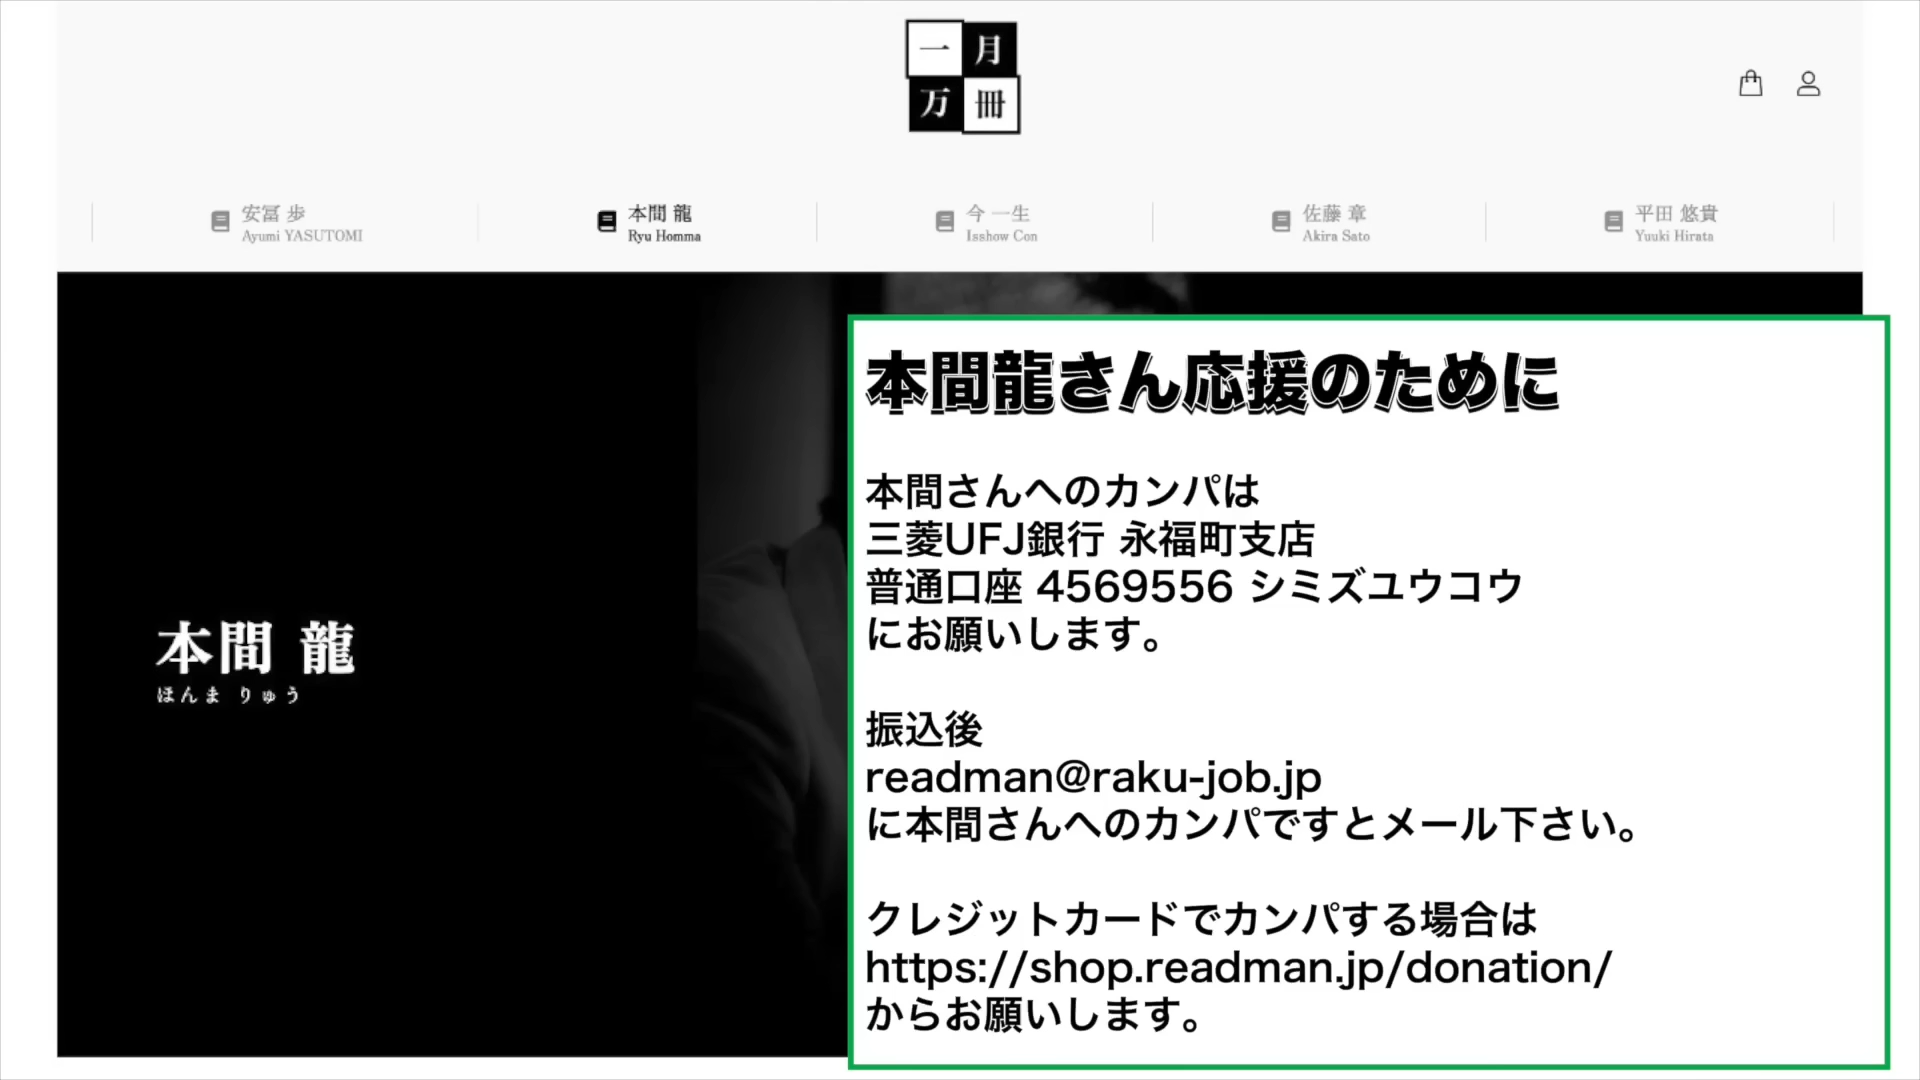 一月
万冊
安冨 歩
Ayumi YASUTOMI
本間 龍
Ryu Homma
今 一生
Isshow Con
佐藤 章
Akira Sato
平田 悠貴
Yuuki Hirata
本間 龍
ほんま りゅう
本間龍さん応援のために
本間さんへのカンパは
三菱UFJ銀行 永福町支店
普通口座 4569556 シミズユウコウ
にお願いします。
振込後
readman@raku-job.jp
に本間さんへのカンパですとメール下さい。
クレジットカードでカンパする場合は
https://shop.readman.jp/donation/
からお願いします。